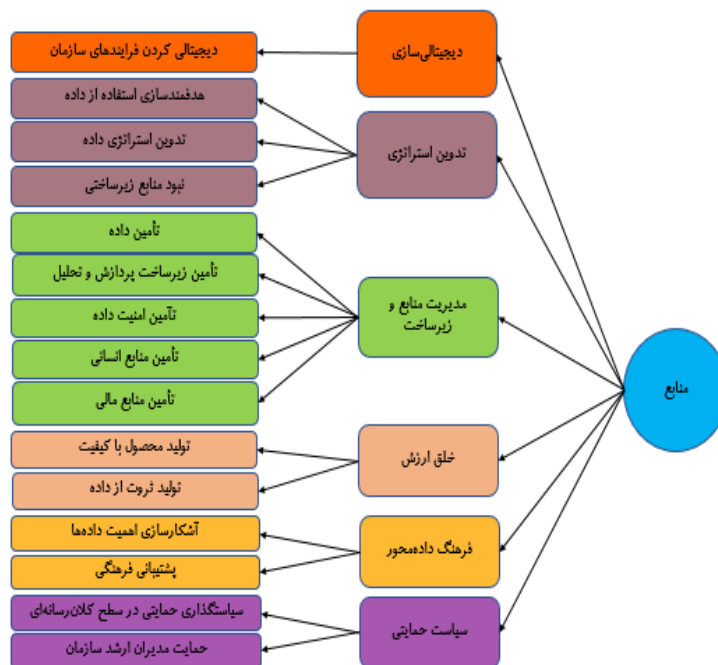 منابع
دیجیتالی‌سازی
دیجیتالی کردن فرایندهای سازمان
تدوین استراتژی
هدفمندسازی استفاده از داده
تدوین استراتژی داده
نبود منابع زیرساختی
مدیریت منابع و
زیرساخت
تأمین داده
تأمین زیرساخت پردازش و تحلیل
تآمین امنیت داده
تأمین منابع انسانی
تأمین منابع مالی
خلق ارزش
تولید محصول با کیفیت
تولید ثروت از داده
فرهنگ داده‌محور
آشکارسازی اهمیت داده‌ها
پشتیبانی فرهنگی
سیاست حمایتی
سیاستگذاری حمایتی در سطح کلان‌رسانه‌ای
حمایت مدیران ارشد سازمان